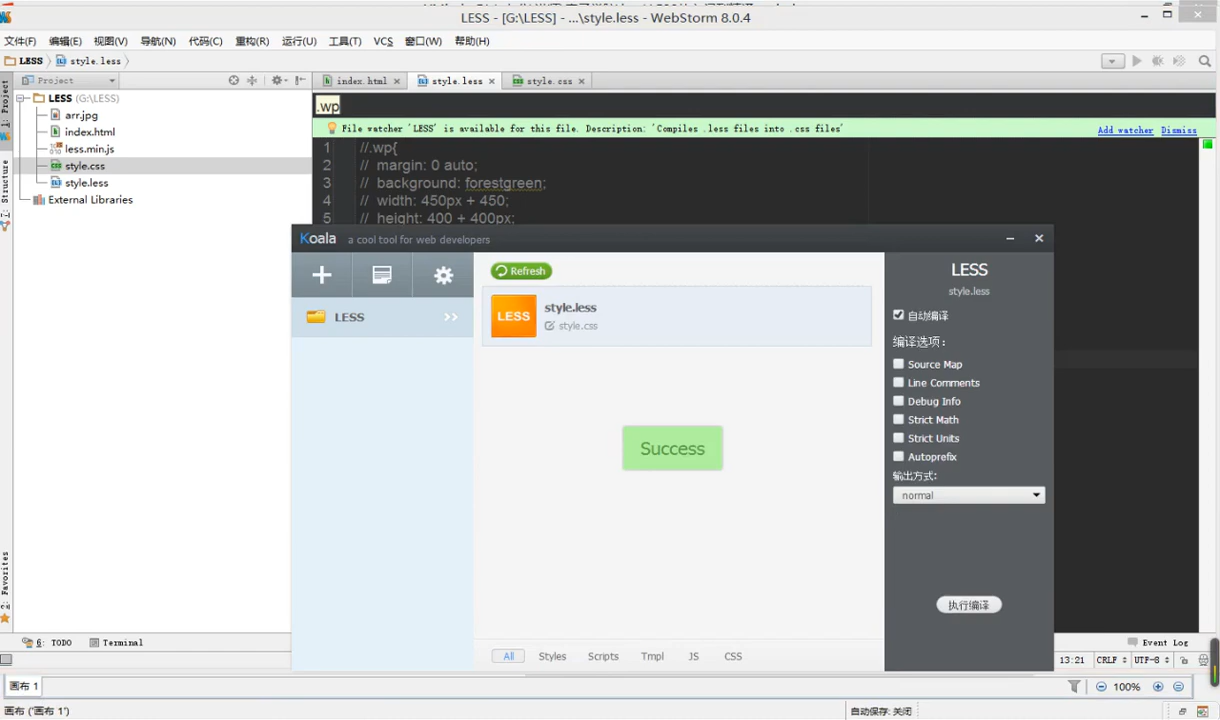 LESS - [G:\LESS] - ...\style.less - WebStorm 8.0.4
文件(F) 编辑(E) 视图(V) 导航(N) 代码(C) 重构(R) 运行(U) 工具(T) VCS 窗口(W) 帮助(H)
LESS style.less
Project index.html style.less style.css
1: Project
Structure
Favorites
LESS (G:\LESS)
arr.jpg
index.html
less.min.js
style.css
style.less
External Libraries
.wp
File watcher 'LESS' is available for this file. Description: 'Compiles .less files into .css files' Add watcher Dismiss
1 //.wp{
2 // margin: 0 auto;
3 // background: forestgreen;
4 // width: 450px + 450;
5 // height: 400 + 400px;
Koala a cool tool for web developers
Refresh
LESS
LESS style.less
style.css
Success
All Styles Scripts Tmpl JS CSS
LESS
style.less
自动编译
编译选项:
Source Map
Line Comments
Debug Info
Strict Math
Strict Units
Autoprefix
输出方式:
normal
执行编译
6: TODO Terminal Event Log
13:21 CRLF UTF-8
画布 1 100%
画布 ('画布 1') 自动保存: 关闭